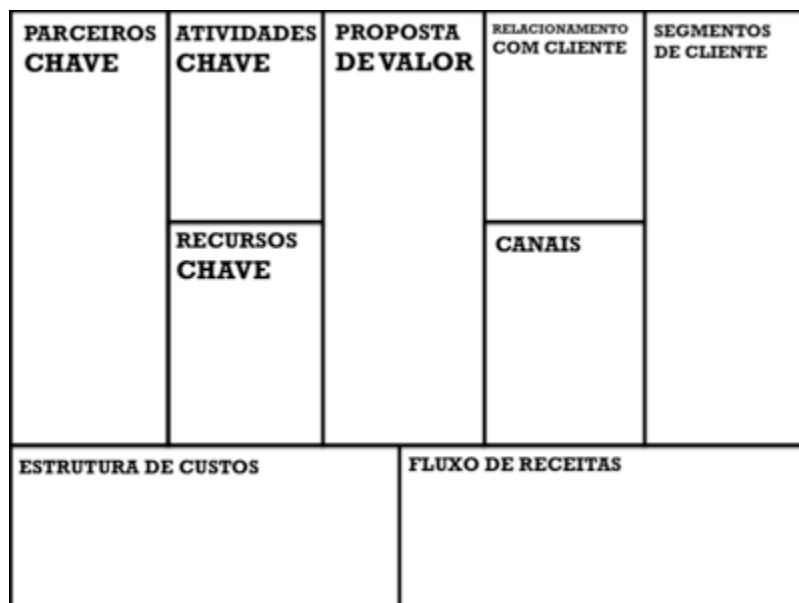 PARCEIROS
CHAVE
ATIVIDADES
CHAVE
RECURSOS
CHAVE
PROPOSTA
DE VALOR
RELACIONAMENTO
COM CLIENTE
CANAIS
SEGMENTOS
DE CLIENTE
ESTRUTURA DE CUSTOS
FLUXO DE RECEITAS